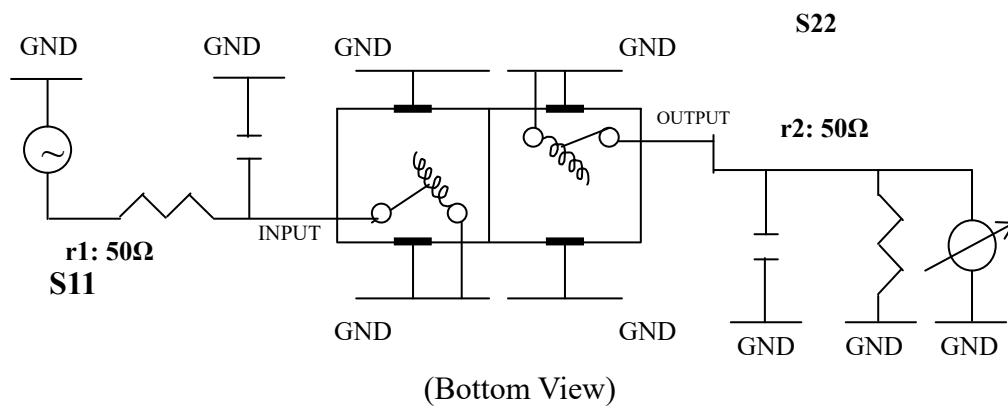 S22
GND GND GND GND
OUTPUT
r2: 50Ω
INPUT
r1: 50Ω
S11
GND GND
GND GND GND
(Bottom View)